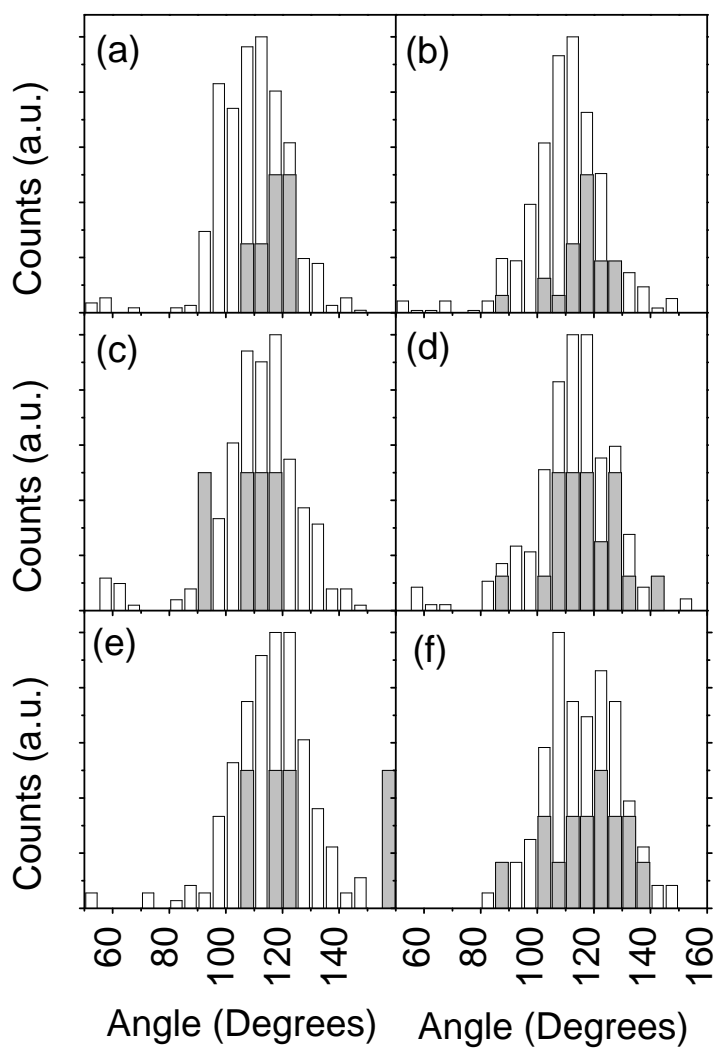 (a) (b)
Counts (a.u.)
(c) (d)
Counts (a.u.)
(e) (f)
Counts (a.u.)
60 80 100 120 140 60 80 100 120 140 160
Angle (Degrees) Angle (Degrees)